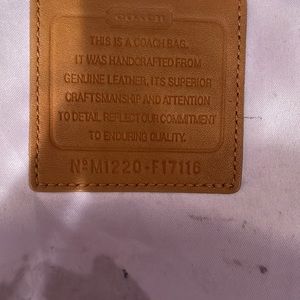 COACH
THIS IS A COACH BAG.
IT WAS HANDCRAFTED FROM
GENUINE LEATHER. ITS SUPERIOR
CRAFTSMANSHIP AND ATTENTION
TO DETAIL REFLECT OUR COMMITMENT
TO ENDURING QUALITY.
Nº M1220-F17116